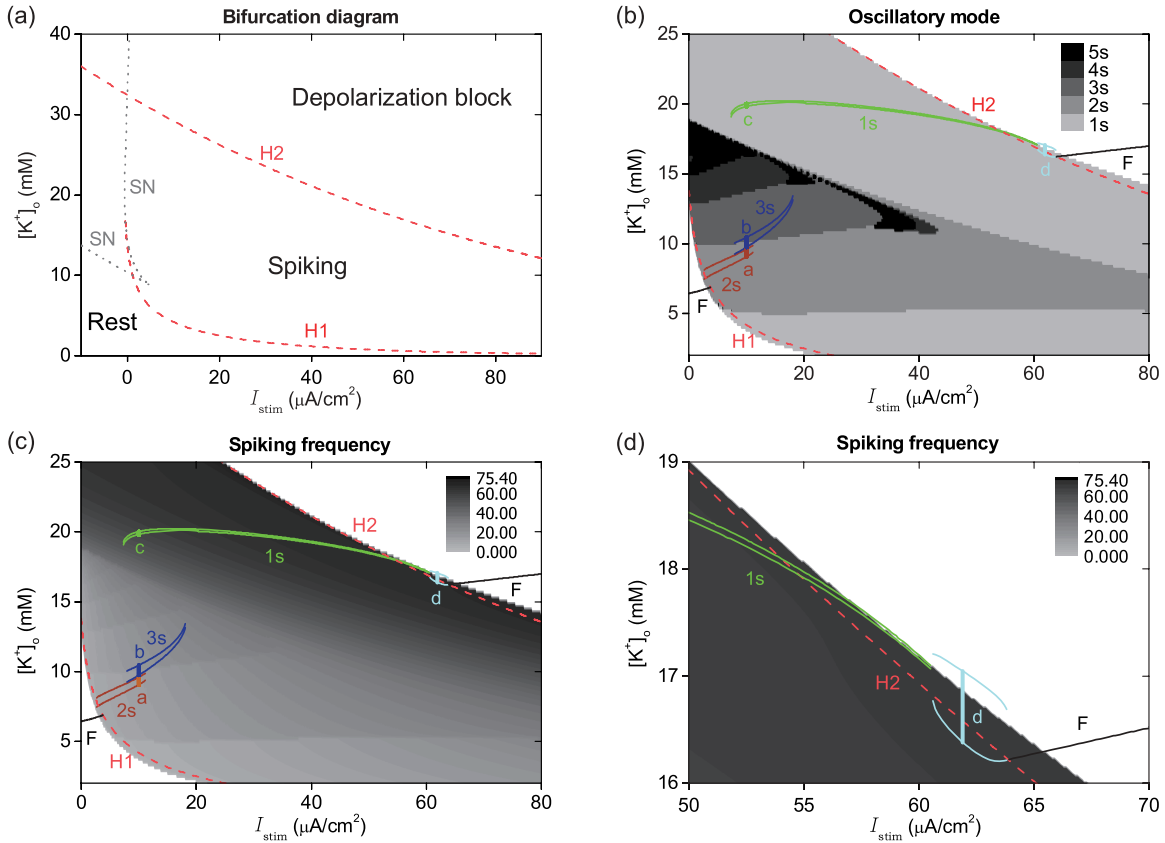 (a)
Bifurcation diagram
40
30
20
10
0
[K⁺]ₒ (mM)
Depolarization block
H2
SN
SN
Spiking
Rest
H1
0
20
40
60
80
I stim (μA/cm²)
(b)
Oscillatory mode
25
20
15
10
5
[K⁺]ₒ (mM)
5s
4s
3s
2s
1s
H2
c
1s
d
F
3s
b
a
2s
F
H1
0
20
40
60
80
I stim (μA/cm²)
(c)
Spiking frequency
25
20
15
10
5
[K⁺]ₒ (mM)
75.40
60.00
40.00
20.00
0.000
H2
c
1s
d
F
3s
b
a
2s
F
H1
0
20
40
60
80
I stim (μA/cm²)
(d)
Spiking frequency
19
18
17
16
[K⁺]ₒ (mM)
75.40
60.00
40.00
20.00
0.000
1s
H2
d
F
50
55
60
65
70
I stim (μA/cm²)